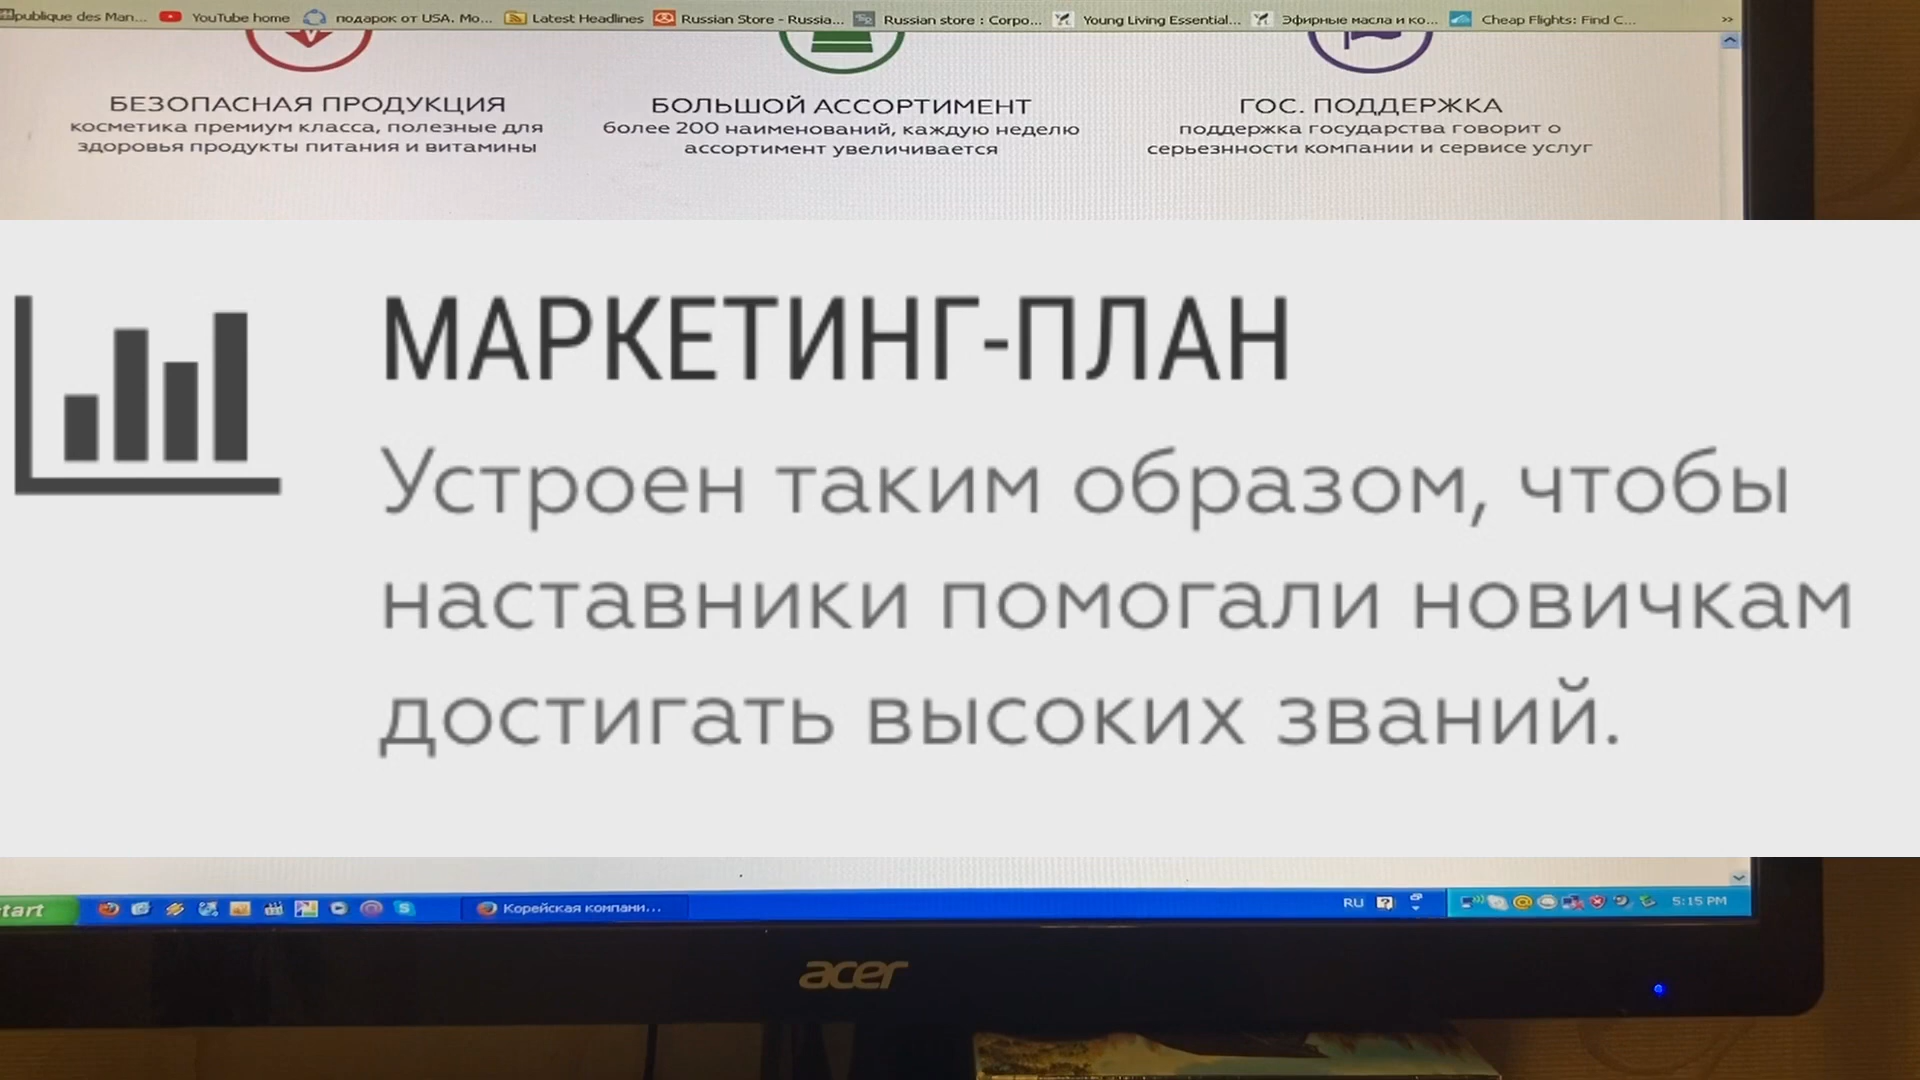 publique des Man...
YouTube home
подарок от USA. Mo...
Latest Headlines
Russian Store - Russia...
Russian store : Corpo...
Young Living Essential...
Эфирные масла и ко...
Cheap Flights: Find C...
БЕЗОПАСНАЯ ПРОДУКЦИЯ
косметика премиум класса, полезные для
здоровья продукты питания и витамины
БОЛЬШОЙ АССОРТИМЕНТ
более 200 наименований, каждую неделю
ассортимент увеличивается
ГОС. ПОДДЕРЖКА
поддержка государства говорит о
серьезнности компании и сервисе услуг
МАРКЕТИНГ-ПЛАН
Устроен таким образом, чтобы
наставники помогали новичкам
достигать высоких званий.
tart
Корейская компани...
RU
5:15 PM
acer